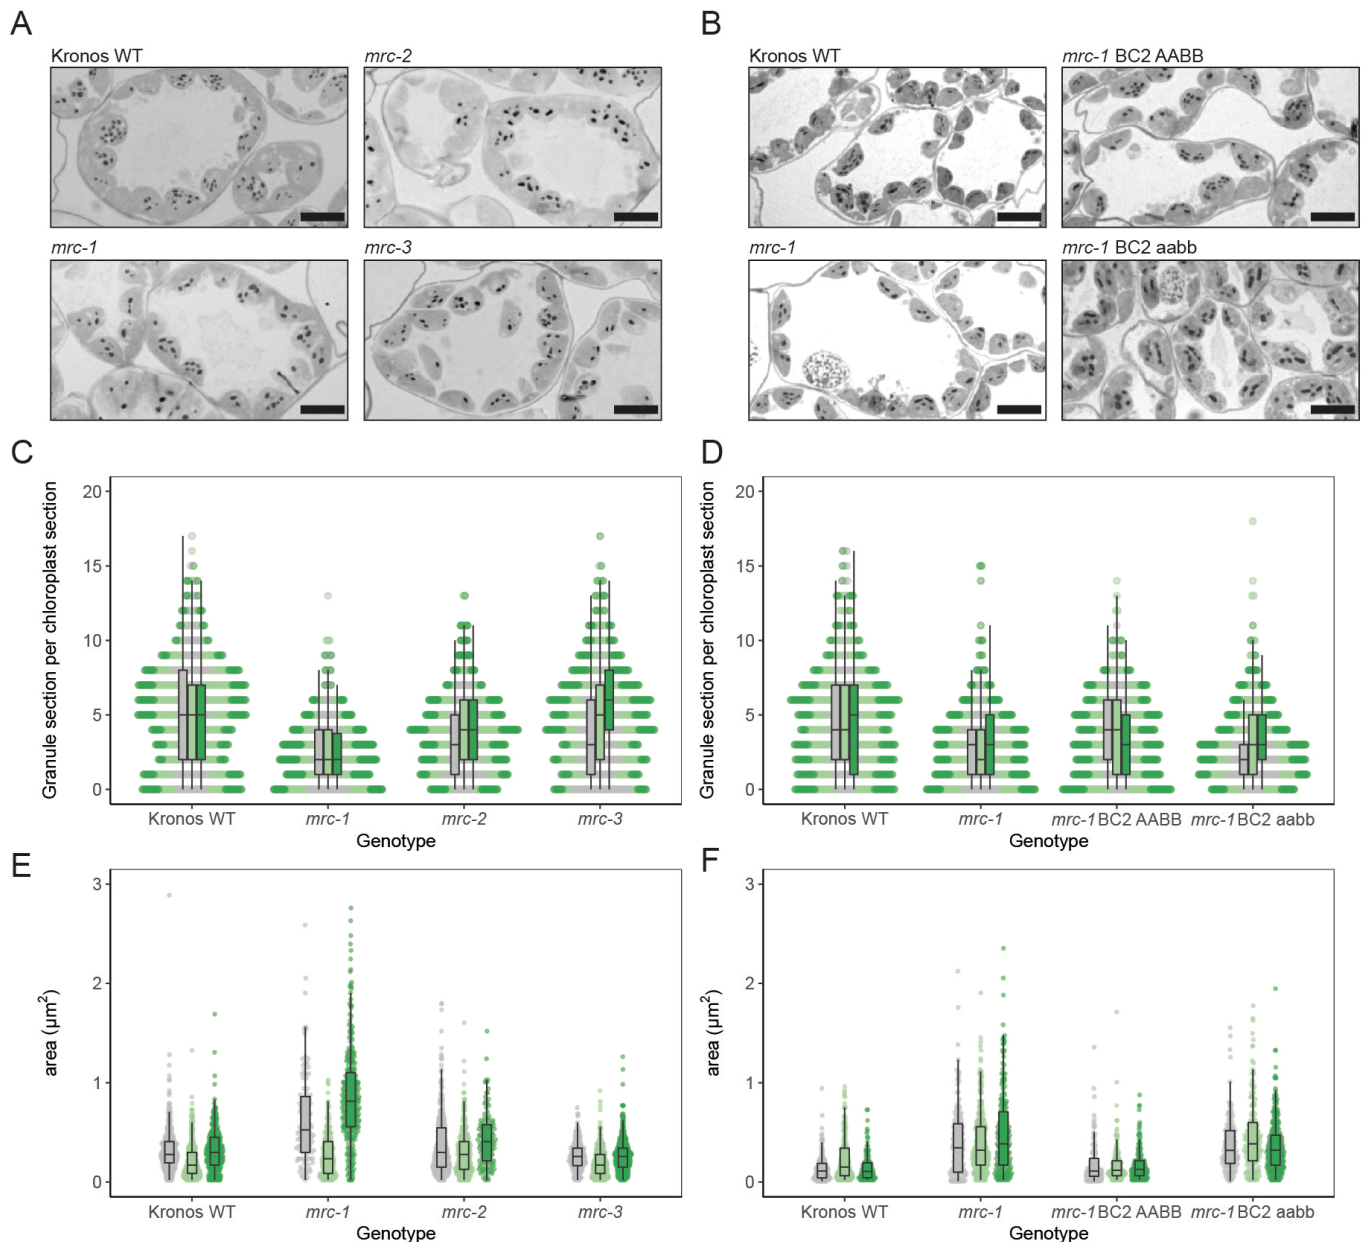 A
B
Kronos WT
mrc-2
Kronos WT
mrc-1 BC2 AABB
mrc-1
mrc-3
mrc-1
mrc-1 BC2 aabb
C
D
Granule section per chloroplast section
20
15
10
5
0
Kronos WT
mrc-1
mrc-2
mrc-3
Genotype
Granule section per chloroplast section
20
15
10
5
0
Kronos WT
mrc-1
mrc-1 BC2 AABB
mrc-1 BC2 aabb
Genotype
E
F
area (µm²)
3
2
1
0
Kronos WT
mrc-1
mrc-2
mrc-3
Genotype
area (µm²)
3
2
1
0
Kronos WT
mrc-1
mrc-1 BC2 AABB
mrc-1 BC2 aabb
Genotype